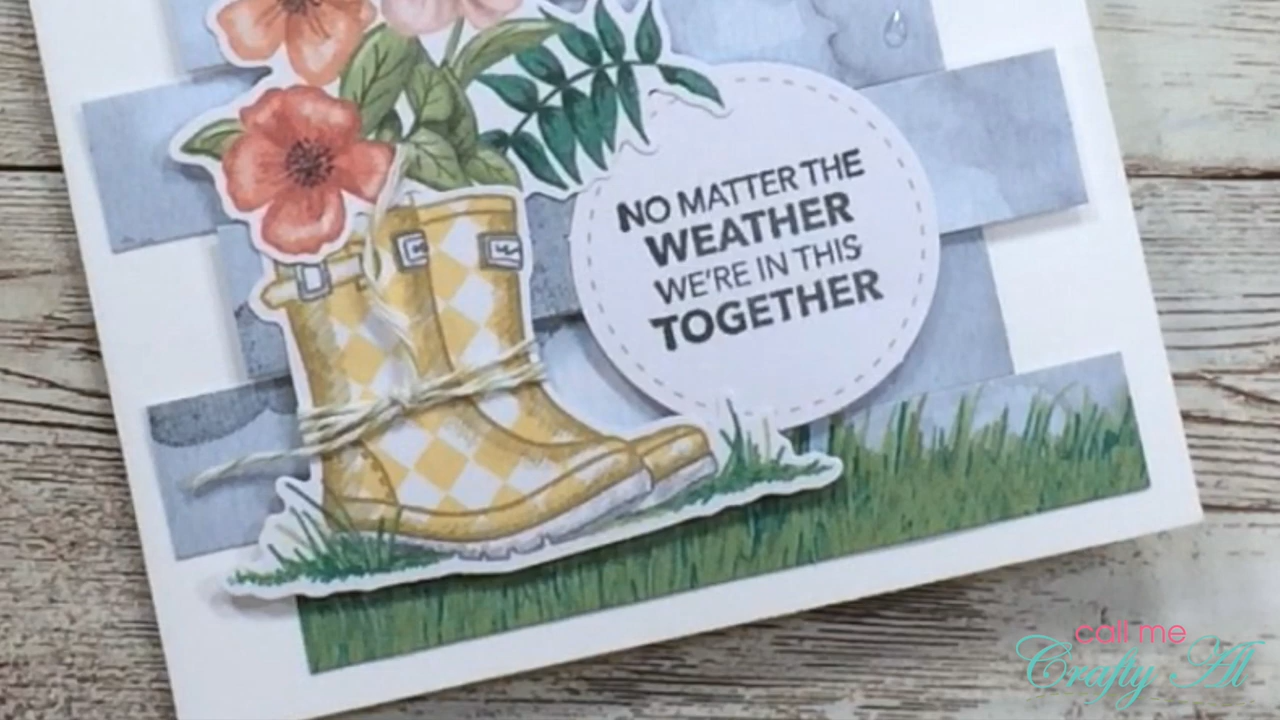 NO MATTER THE
WEATHER
WE'RE IN THIS
TOGETHER
call me
Crafty Al